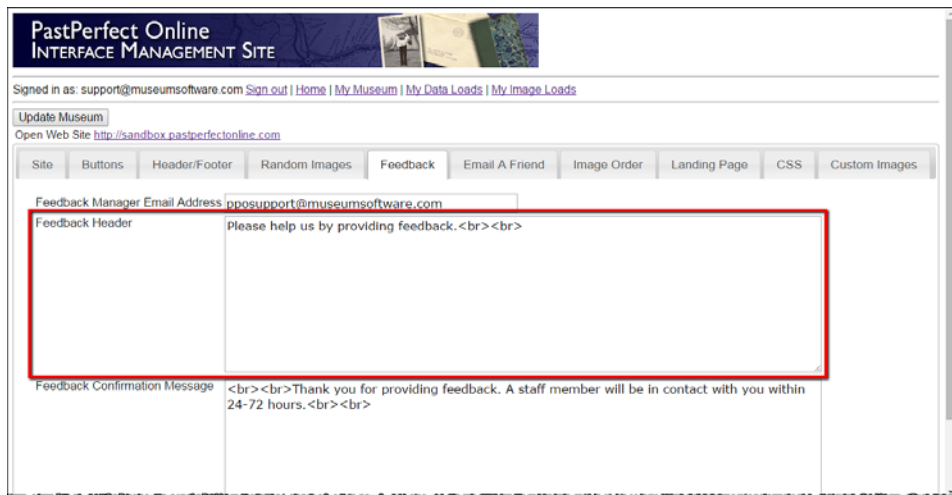 PastPerfect Online
INTERFACE MANAGEMENT SITE
Signed in as: support@museumsoftware.com Sign out | Home | My Museum | My Data Loads | My Image Loads
Update Museum
Open Web Site http://sandbox.pastperfectonline.com
Site Buttons Header/Footer Random Images Feedback Email A Friend Image Order Landing Page CSS Custom Images
Feedback Manager Email Address pposupport@museumsoftware.com
Feedback Header Please help us by providing feedback.<br><br>
Feedback Confirmation Message <br><br>Thank you for providing feedback. A staff member will be in contact with you within
24-72 hours.<br><br>